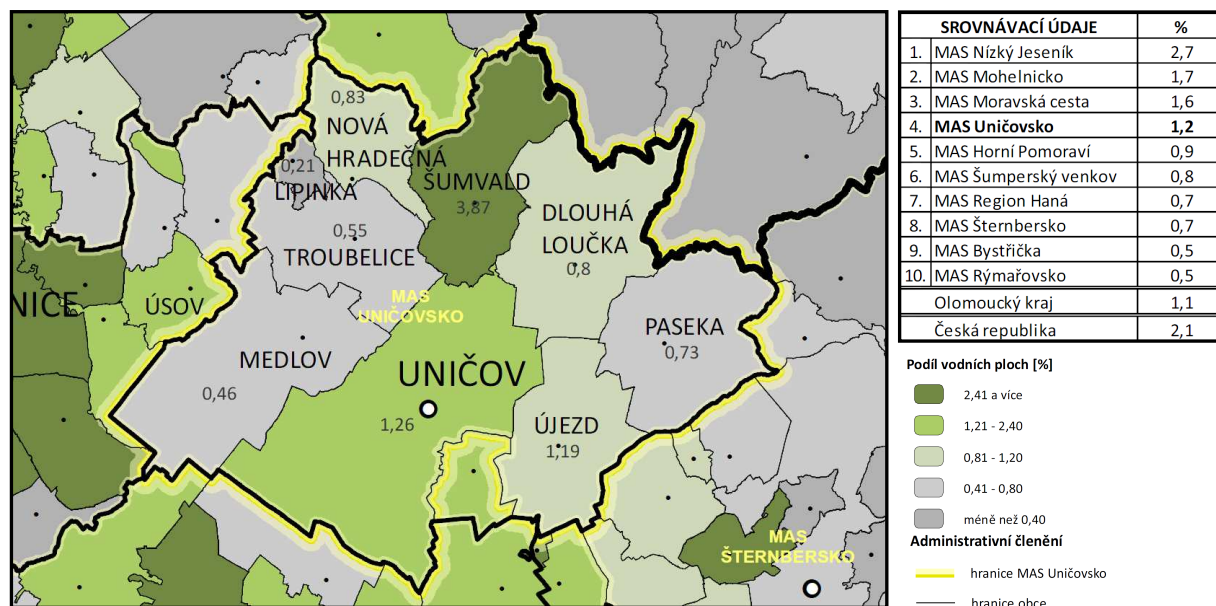 0,83
NOVÁ
HRADEČNÁ
0,21
LIPINKA
ŠUMVALD
3,87
0,55
TROUBELICE
DLOUHÁ
LOUČKA
0,8
NICE
ÚSOV
MAS
UNIČOVSKO
PASEKA
0,73
MEDLOV
0,46
UNIČOV
1,26
ÚJEZD
1,19
MAS
ŠTERNBERSKO
SROVNÁVACÍ ÚDAJE %
1. MAS Nízký Jeseník 2,7
2. MAS Mohelnicko 1,7
3. MAS Moravská cesta 1,6
4. MAS Uničovsko 1,2
5. MAS Horní Pomoraví 0,9
6. MAS Šumperský venkov 0,8
7. MAS Region Haná 0,7
8. MAS Šternbersko 0,7
9. MAS Bystřička 0,5
10. MAS Rýmařovsko 0,5
Olomoucký kraj 1,1
Česká republika 2,1
Podíl vodních ploch [%]
2,41 a více
1,21 - 2,40
0,81 - 1,20
0,41 - 0,80
méně než 0,40
Administrativní členění
hranice MAS Uničovsko
hranice obce